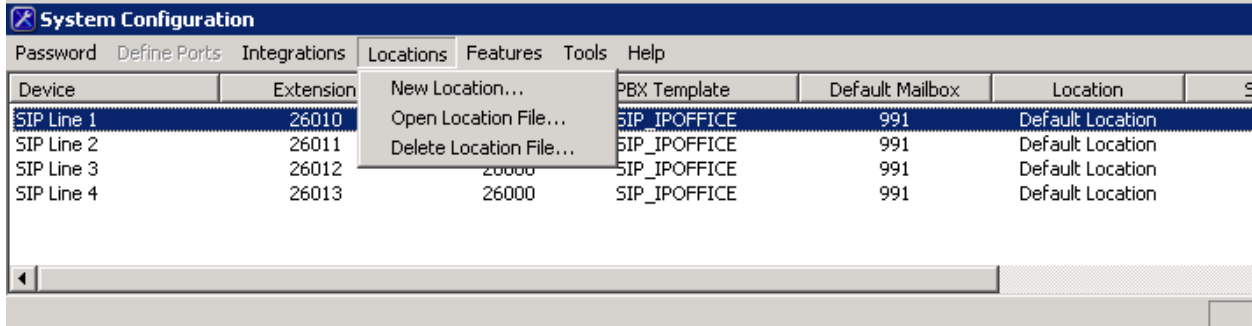 System Configuration
Password Define Ports Integrations Locations Features Tools Help
Device Extension PBX Template Default Mailbox Location
New Location...
Open Location File...
Delete Location File...
SIP Line 1 26010 SIP_IPOFFICE 991 Default Location
SIP Line 2 26011 SIP_IPOFFICE 991 Default Location
SIP Line 3 26012 26000 SIP_IPOFFICE 991 Default Location
SIP Line 4 26013 26000 SIP_IPOFFICE 991 Default Location